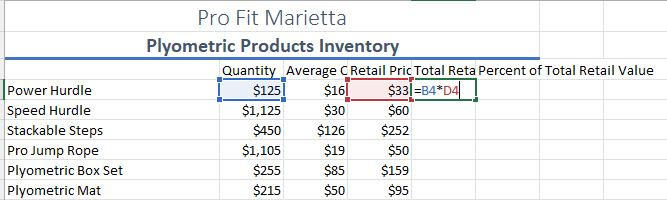 Pro Fit Marietta
Plyometric Products Inventory
Quantity Average C Retail Pric Total Reta Percent of Total Retail Value
Power Hurdle $125 $16 $33 =B4*D4
Speed Hurdle $1,125 $30 $60
Stackable Steps $450 $126 $252
Pro Jump Rope $1,105 $19 $50
Plyometric Box Set $255 $85 $159
Plyometric Mat $215 $50 $95